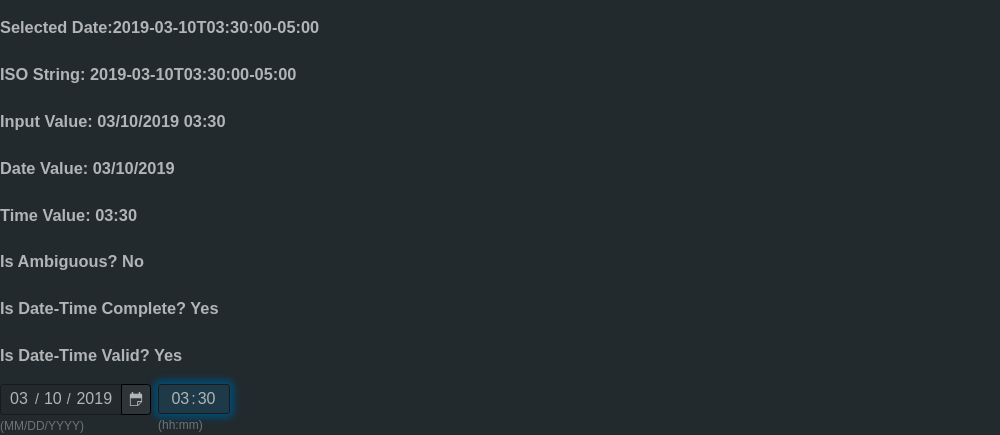 Selected Date:2019-03-10T03:30:00-05:00
ISO String: 2019-03-10T03:30:00-05:00
Input Value: 03/10/2019 03:30
Date Value: 03/10/2019
Time Value: 03:30
Is Ambiguous? No
Is Date-Time Complete? Yes
Is Date-Time Valid? Yes
03 / 10 / 2019 03:30
(MM/DD/YYYY) (hh:mm)